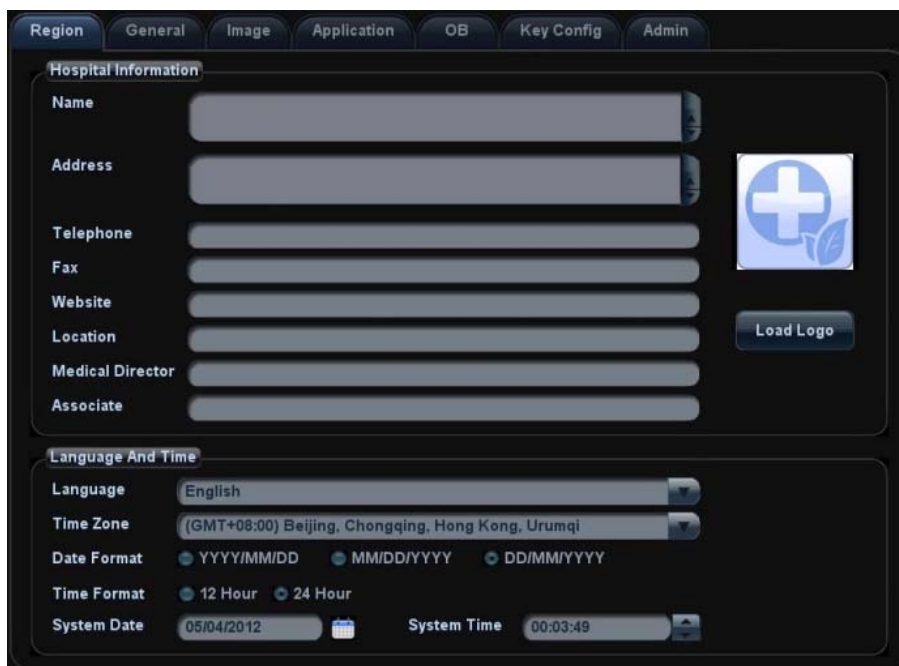 Region General Image Application OB Key Config Admin
Hospital Information
Name
Address
Telephone
Fax
Website
Location
Load Logo
Medical Director
Associate
Language And Time
Language English
Time Zone (GMT+08:00) Beijing, Chongqing, Hong Kong, Urumqi
Date Format YYYY/MM/DD MM/DD/YYYY DD/MM/YYYY
Time Format 12 Hour 24 Hour
System Date 05/04/2012 System Time 00:03:49